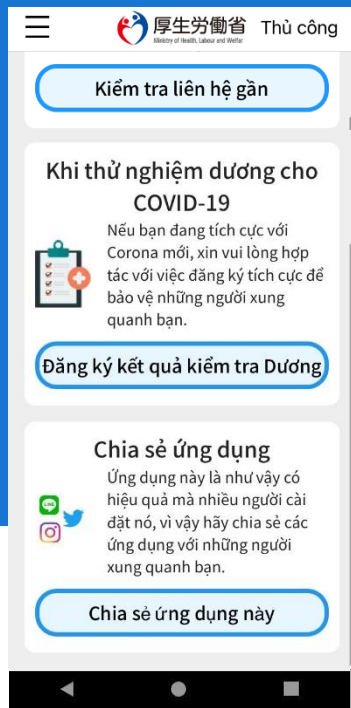 厚生労働省 Thủ công
Ministry of Health, Labour and Welfare
Kiểm tra liên hệ gần
Khi thử nghiệm dương cho
COVID-19
Nếu bạn đang tích cực với
Corona mới, xin vui lòng hợp
tác với việc đăng ký tích cực để
bảo vệ những người xung
quanh bạn.
Đăng ký kết quả kiểm tra Dương
Chia sẻ ứng dụng
Ứng dụng này là như vậy có
hiệu quả mà nhiều người cài
đặt nó, vì vậy hãy chia sẻ các
ứng dụng với những người
xung quanh bạn.
LINE
Chia sẻ ứng dụng này